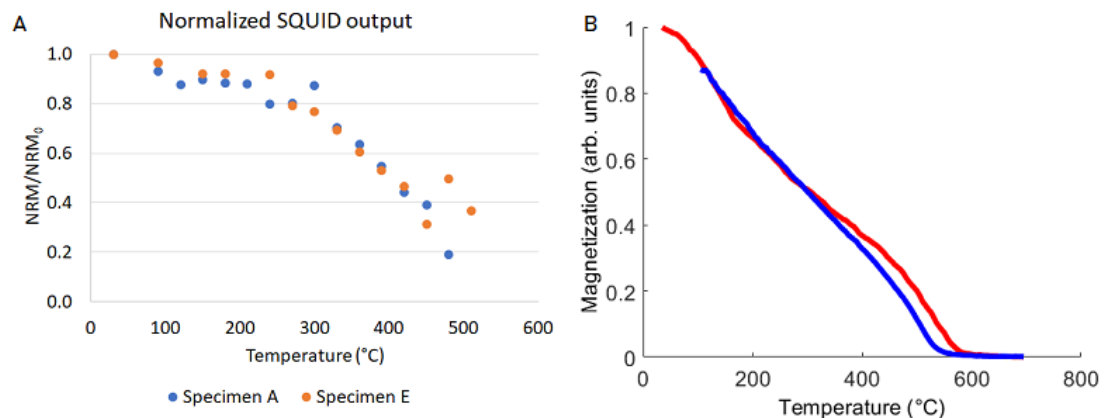 A
Normalized SQUID output
NRM/NRM₀
1.0
0.8
0.6
0.4
0.2
0.0
0 100 200 300 400 500 600
Temperature (°C)
Specimen A Specimen E
B
Magnetization (arb. units)
1
0.8
0.6
0.4
0.2
0
0 200 400 600 800
Temperature (°C)